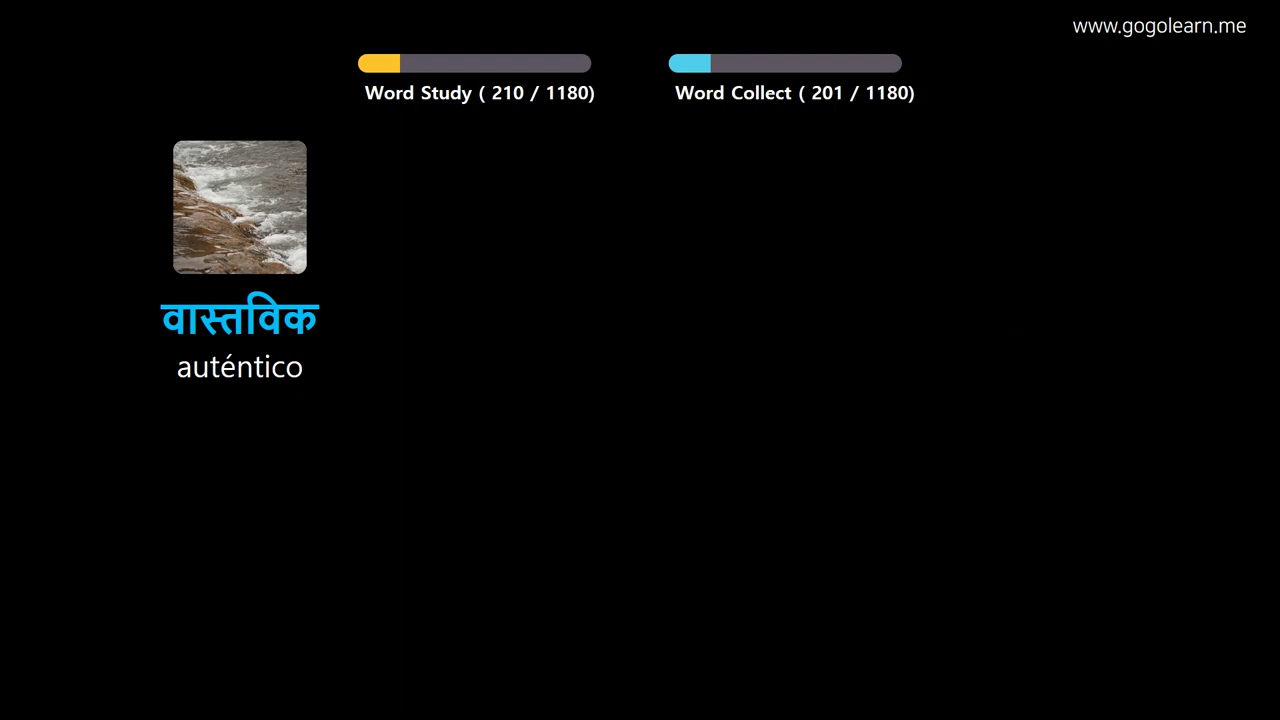 www.gogolearn.me
Word Study ( 210 / 1180)
Word Collect ( 201 / 1180)
वास्तविक
auténtico